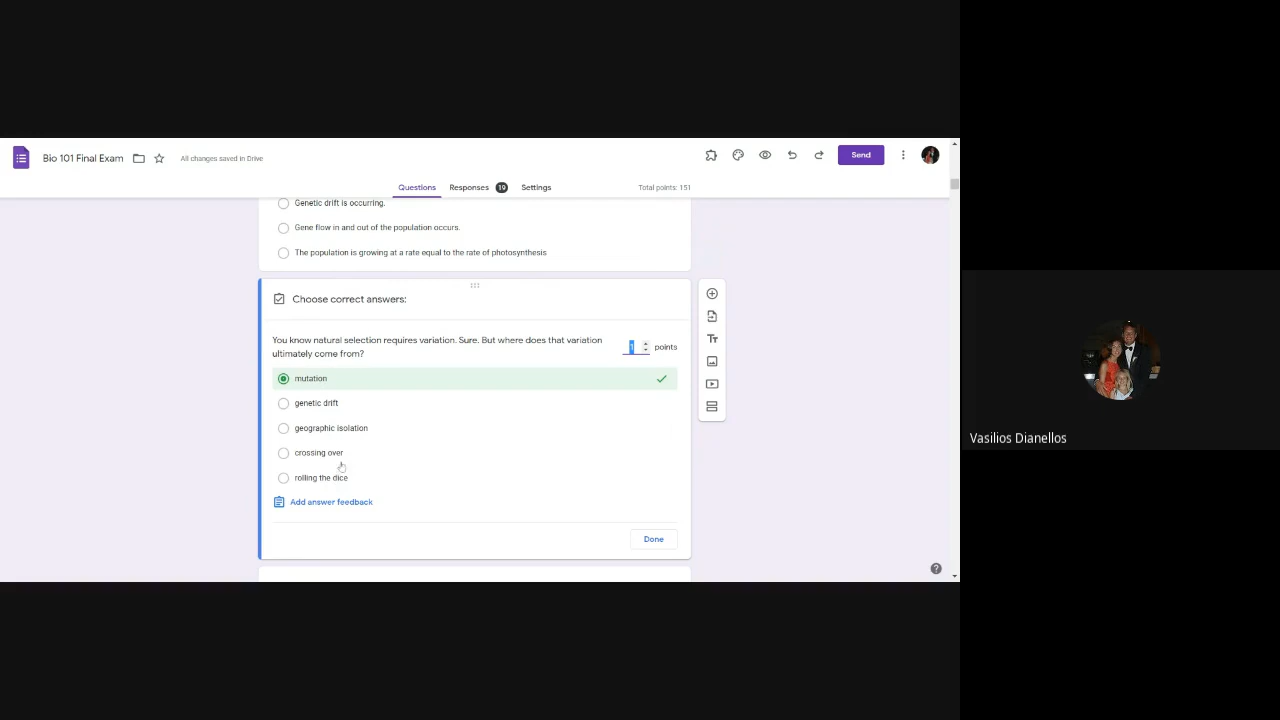 Bio 101 Final Exam
All changes saved in Drive
Send
Questions
Responses 19
Settings
Total points: 151
Genetic drift is occurring.
Gene flow in and out of the population occurs.
The population is growing at a rate equal to the rate of photosynthesis
Choose correct answers:
You know natural selection requires variation. Sure. But where does that variation
ultimately come from?
1 points
mutation
genetic drift
geographic isolation
crossing over
rolling the dice
Add answer feedback
Done
Vasilios Dianellos